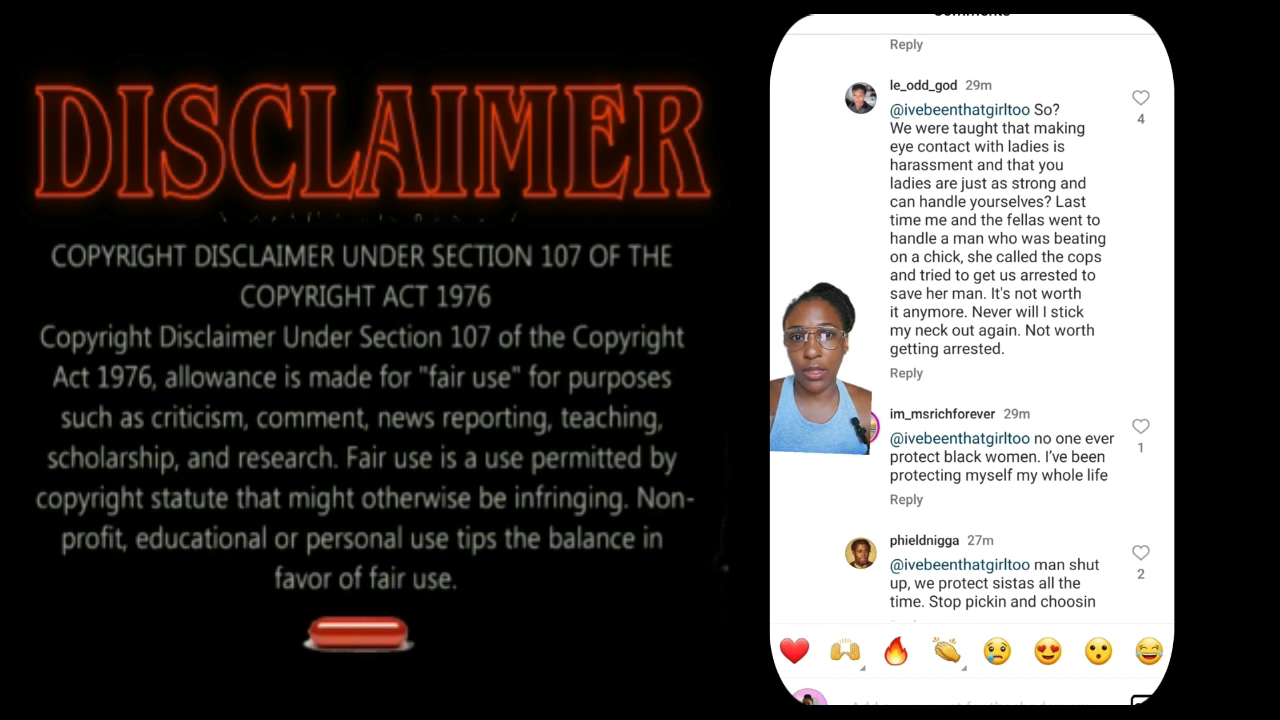 DISCLAIMER
COPYRIGHT DISCLAIMER UNDER SECTION 107 OF THE
COPYRIGHT ACT 1976
Copyright Disclaimer Under Section 107 of the Copyright
Act 1976, allowance is made for "fair use" for purposes
such as criticism, comment, news reporting, teaching,
scholarship, and research. Fair use is a use permitted by
copyright statute that might otherwise be infringing. Non-
profit, educational or personal use tips the balance in
favor of fair use.
Reply
le_odd_god 29m
@ivebeenthatgirltoo So?
We were taught that making
eye contact with ladies is
harassment and that you
ladies are just as strong and
can handle yourselves? Last
time me and the fellas went to
handle a man who was beating
on a chick, she called the cops
and tried to get us arrested to
save her man. It's not worth
it anymore. Never will I stick
my neck out again. Not worth
getting arrested.
4
Reply
im_msrichforever 29m
@ivebeenthatgirltoo no one ever
protect black women. I've been
protecting myself my whole life
1
Reply
phieldnigga 27m
@ivebeenthatgirltoo man shut
up, we protect sistas all the
time. Stop pickin and choosin
2